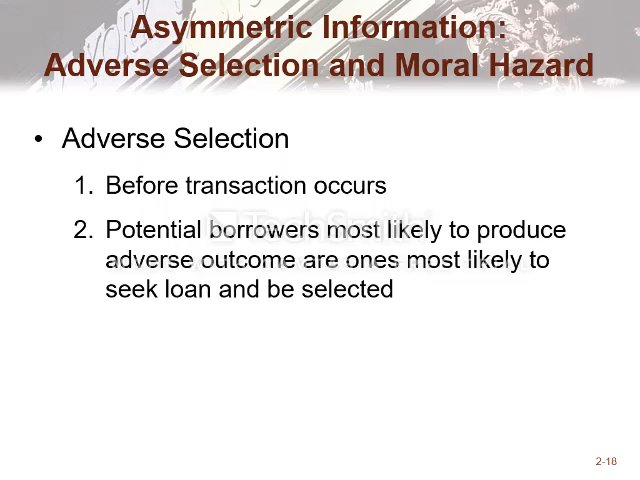 Asymmetric Information:
Adverse Selection and Moral Hazard
• Adverse Selection
1. Before transaction occurs
2. Potential borrowers most likely to produce
adverse outcome are ones most likely to
seek loan and be selected
TechSmith
2-18